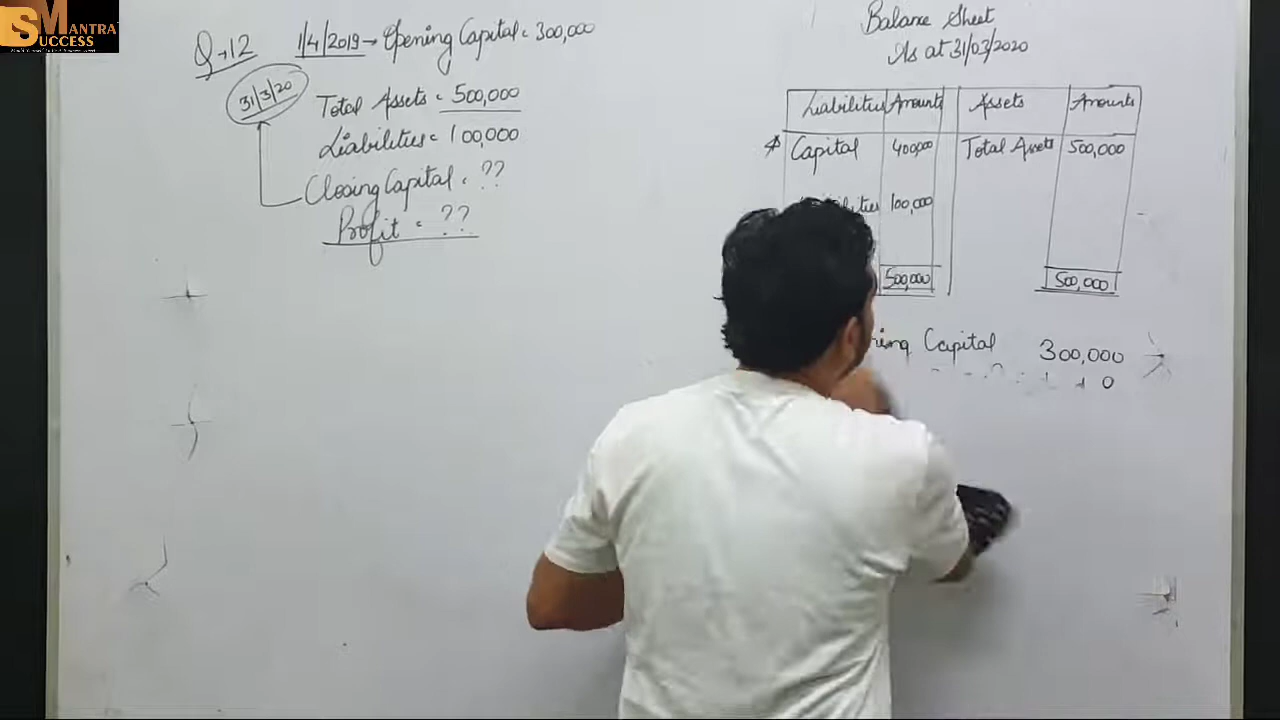 SMANTRA
SUCCESS
Q→12
1/4/2019→ Opening Capital = 300,000
31/3/20
Total Assets = 500,000
Liabilities = 100,000
Closing Capital = ??
Profit = ??
Balance Sheet
As at 31/03/2020
Liabilities Amounts Assets Amounts
Capital 400,000 Total Assets 500,000
100,000
500,000 500,000
Capital 300,000
0